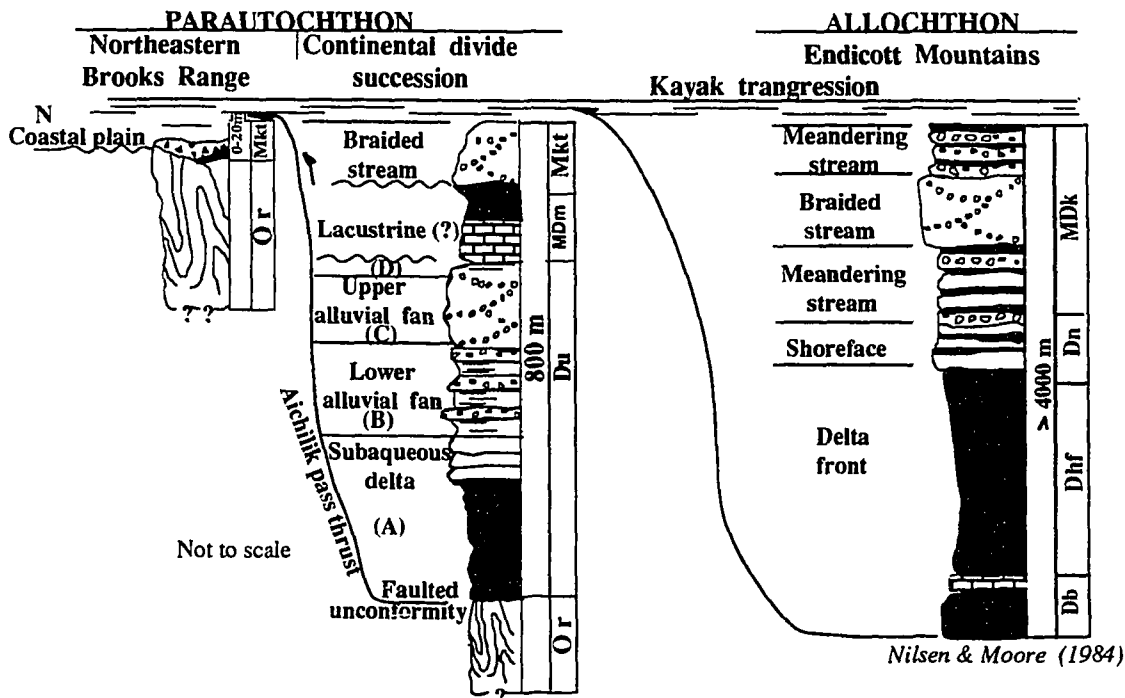 PARAUTOCHTHON
ALLOCHTHON
Northeastern
Brooks Range
Continental divide
succession
Endicott Mountains
Kayak trangression
N
Coastal plain
0-20m
Mkt
O r
? ?
Braided
stream
Lacustrine (?)
(D)
Upper
alluvial fan
(C)
Lower
alluvial fan
(B)
Subaqueous
delta
(A)
Faulted
unconformity
Aichilik pass thrust
Not to scale
Mkt
MDm
800 m
Du
O r
?
Meandering
stream
Braided
stream
Meandering
stream
Shoreface
Delta
front
> 4000 m
MDk
Dn
Dhf
Db
Nilsen & Moore (1984)